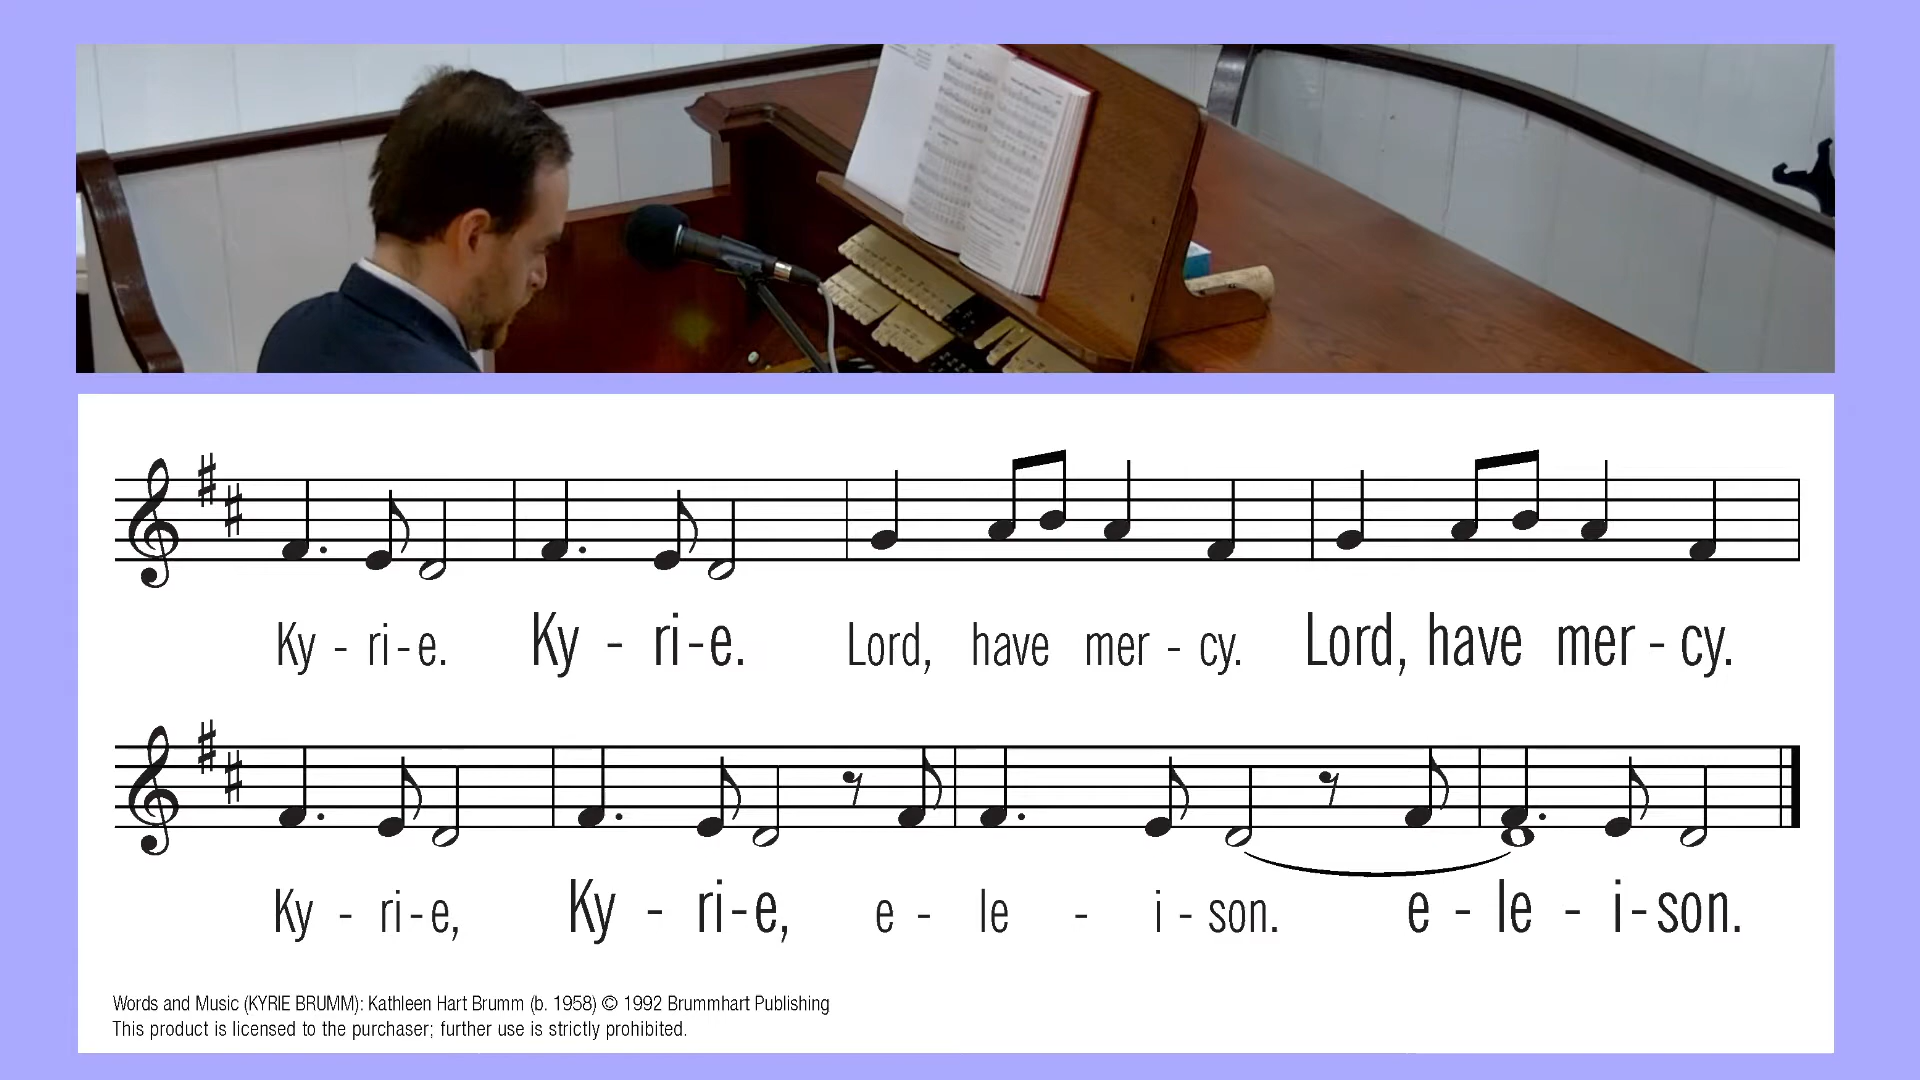 Ky - ri - e. Ky - ri - e. Lord, have mer - cy. Lord, have mer - cy.
Ky - ri - e, Ky - ri - e, e - le - i - son. e - le - i - son.
Words and Music (KYRIE BRUMM): Kathleen Hart Brumm (b. 1958) © 1992 Brummhart Publishing
This product is licensed to the purchaser; further use is strictly prohibited.